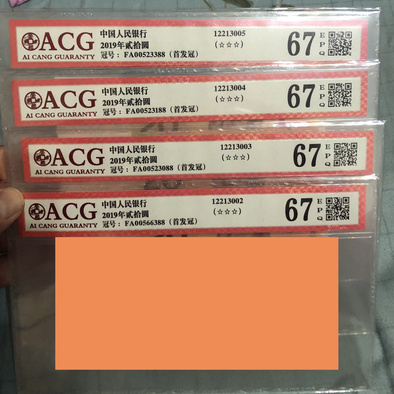 ACG
AI CANG GUARANTY
中国人民银行
2019年贰拾圆
冠号：FA00523388（首发冠）
12213005
(☆☆☆)
67
EPQ
ACG
AI CANG GUARANTY
中国人民银行
2019年贰拾圆
冠号：FA00523188（首发冠）
12213004
(☆☆☆)
67
EPQ
ACG
AI CANG GUARANTY
中国人民银行
2019年贰拾圆
冠号：FA00523088（首发冠）
12213003
(☆☆☆)
67
EPQ
ACG
AI CANG GUARANTY
中国人民银行
2019年贰拾圆
冠号：FA00566388（首发冠）
12213002
(☆☆☆)
67
EPQ